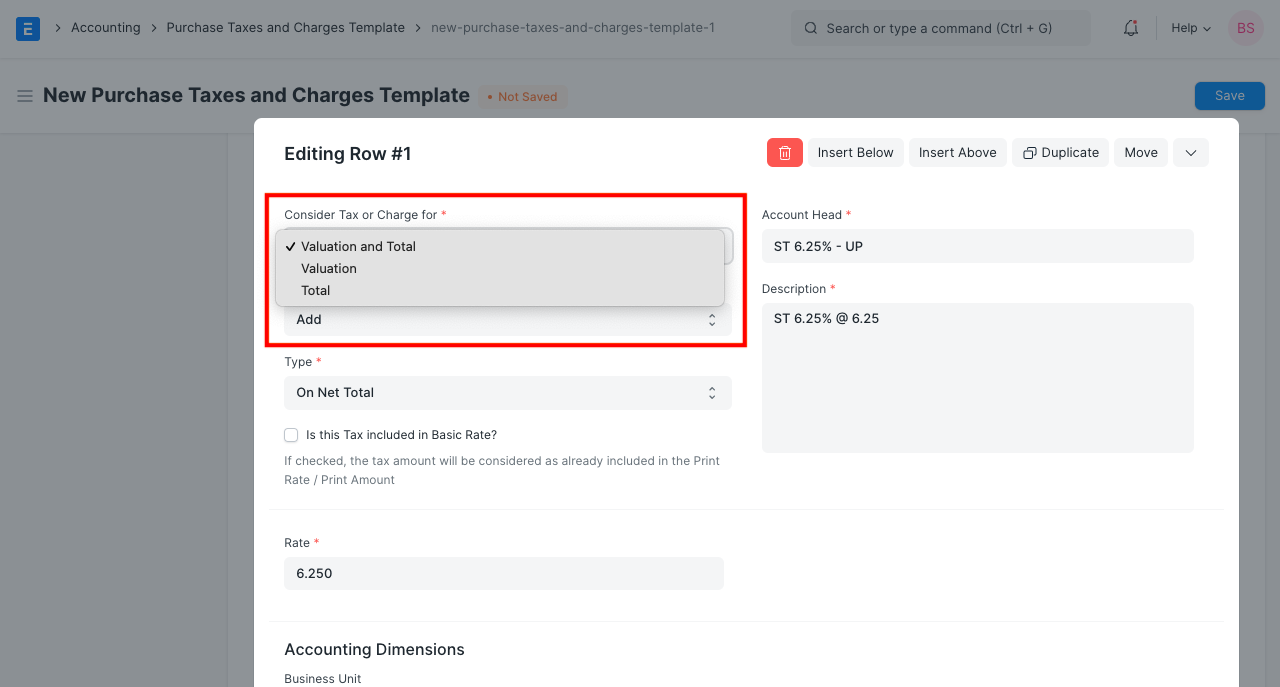 E
Accounting
Purchase Taxes and Charges Template
new-purchase-taxes-and-charges-template-1
Search or type a command (Ctrl + G)
Help
BS
New Purchase Taxes and Charges Template
• Not Saved
Save
Editing Row #1
Insert Below
Insert Above
Duplicate
Move
Consider Tax or Charge for *
✓ Valuation and Total
Valuation
Total
Add
Type *
On Net Total
Is this Tax included in Basic Rate?
If checked, the tax amount will be considered as already included in the Print
Rate / Print Amount
Account Head *
ST 6.25% - UP
Description *
ST 6.25% @ 6.25
Rate *
6.250
Accounting Dimensions
Business Unit